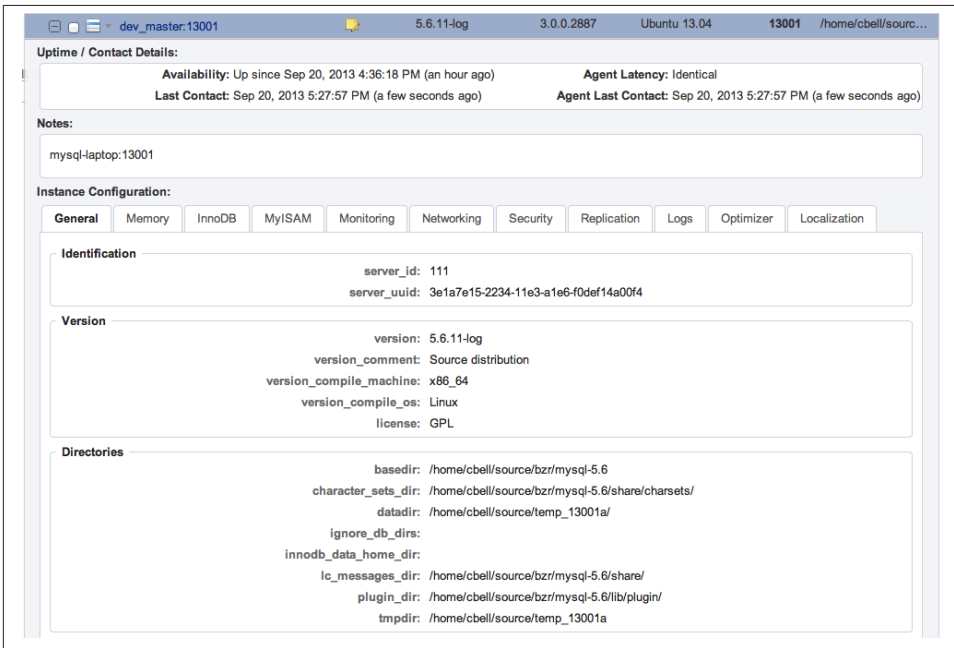 dev_master:13001 5.6.11-log 3.0.0.2887 Ubuntu 13.04 13001 /home/cbell/sourc...
Uptime / Contact Details:
Availability: Up since Sep 20, 2013 4:36:18 PM (an hour ago) Agent Latency: Identical
Last Contact: Sep 20, 2013 5:27:57 PM (a few seconds ago) Agent Last Contact: Sep 20, 2013 5:27:57 PM (a few seconds ago)
Notes:
mysql-laptop:13001
Instance Configuration:
General Memory InnoDB MyISAM Monitoring Networking Security Replication Logs Optimizer Localization
Identification
server_id: 111
server_uuid: 3e1a7e15-2234-11e3-a1e6-f0def14a00f4
Version
version: 5.6.11-log
version_comment: Source distribution
version_compile_machine: x86_64
version_compile_os: Linux
license: GPL
Directories
basedir: /home/cbell/source/bzr/mysql-5.6
character_sets_dir: /home/cbell/source/bzr/mysql-5.6/share/charsets/
datadir: /home/cbell/source/temp_13001a/
ignore_db_dirs:
innodb_data_home_dir:
lc_messages_dir: /home/cbell/source/bzr/mysql-5.6/share/
plugin_dir: /home/cbell/source/bzr/mysql-5.6/lib/plugin/
tmpdir: /home/cbell/source/temp_13001a